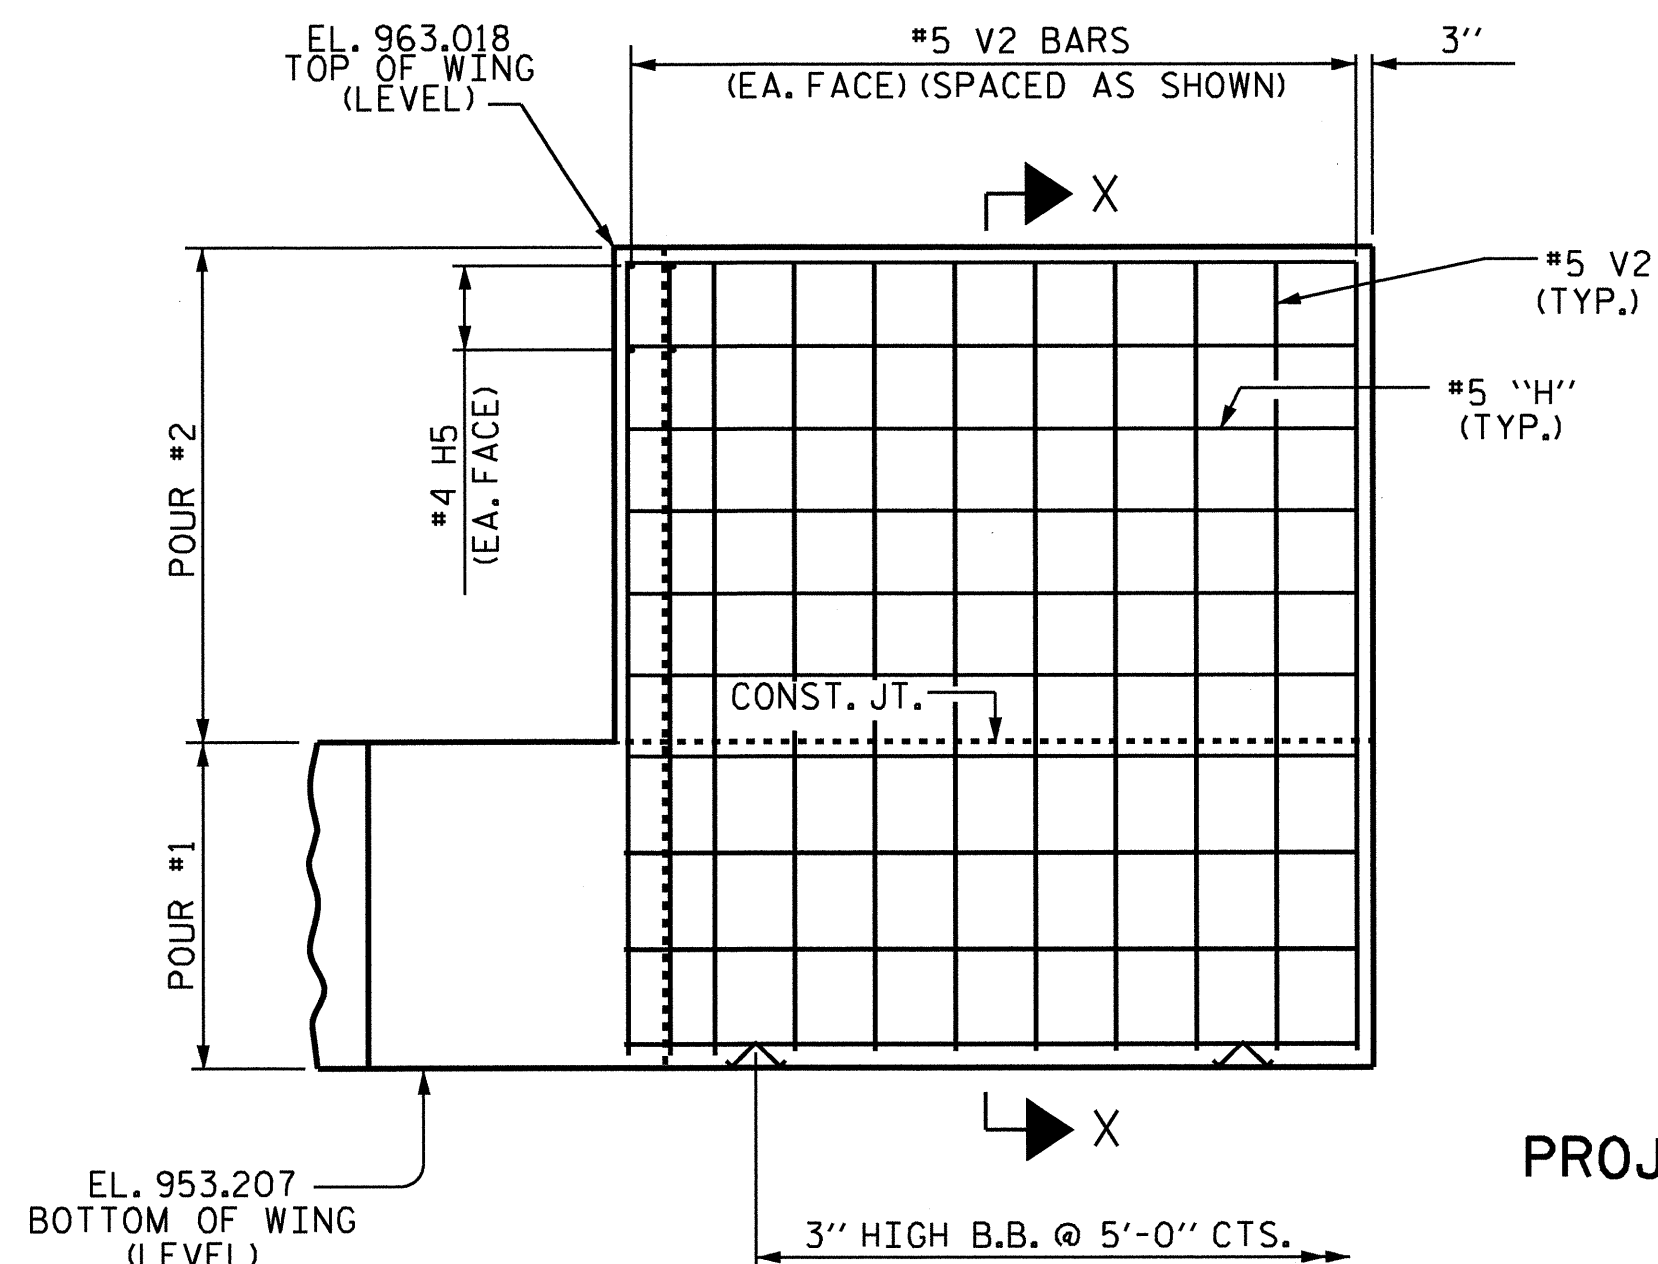 EL. 963.018
TOP OF WING
(LEVEL)
#5 V2 BARS
(EA. FACE) (SPACED AS SHOWN)
3"
X
#5 V2
(TYP.)
#5 "H"
(TYP.)
#4 H5
(EA. FACE)
POUR #2
CONST. JT.
POUR #1
X
EL. 953.207
BOTTOM OF WING
(LEVEL)
3" HIGH B.B. @ 5'-0" CTS.
PROJ